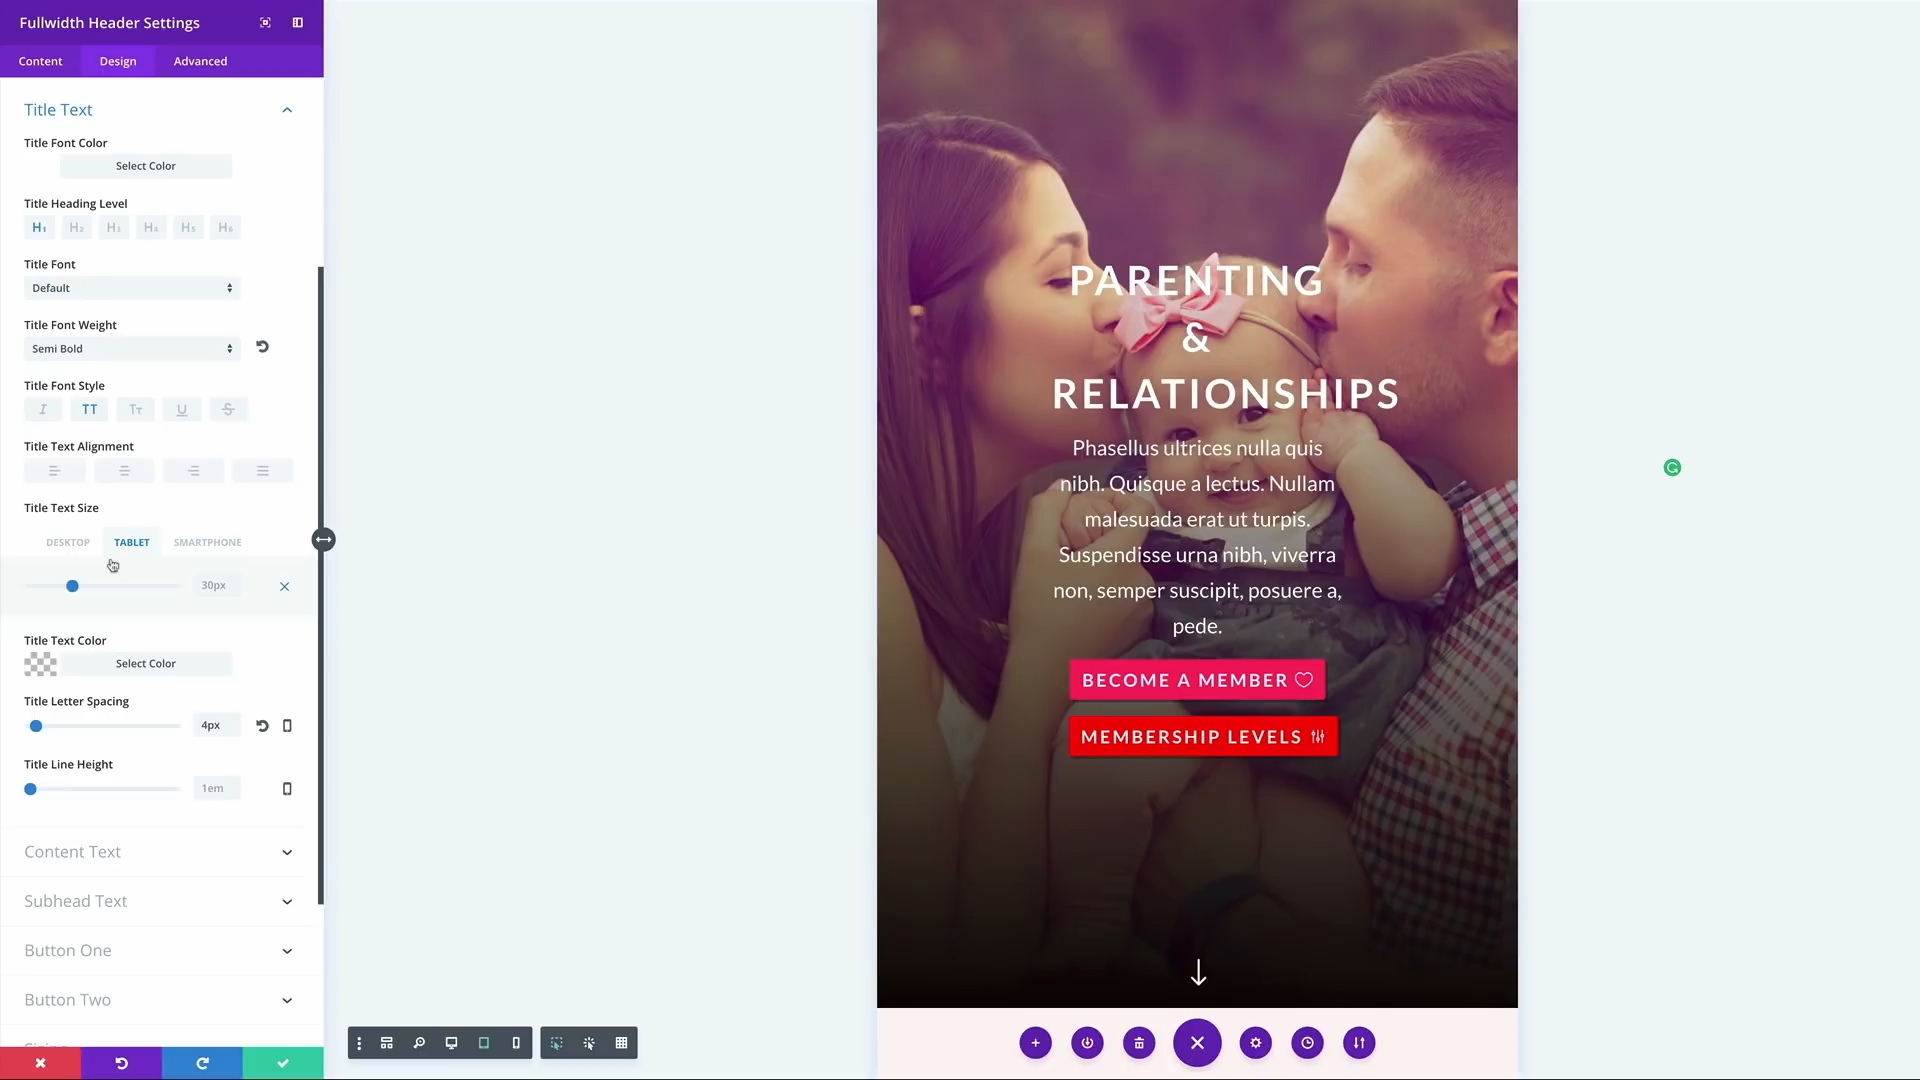 Fullwidth Header Settings
Content Design Advanced
Title Text
Title Font Color
Select Color
Title Heading Level
H1 H2 H3 H4 H5 H6
Title Font
Default
Title Font Weight
Semi Bold
Title Font Style
I TT Tт U S
Title Text Alignment
Title Text Size
DESKTOP TABLET SMARTPHONE
30px
Title Text Color
Select Color
Title Letter Spacing
4px
Title Line Height
1em
Content Text
Subhead Text
Button One
Button Two
PARENTING
&
RELATIONSHIPS
Phasellus ultrices nulla quis
nibh. Quisque a lectus. Nullam
malesuada erat ut turpis.
Suspendisse urna nibh, viverra
non, semper suscipit, posuere a,
pede.
BECOME A MEMBER
MEMBERSHIP LEVELS